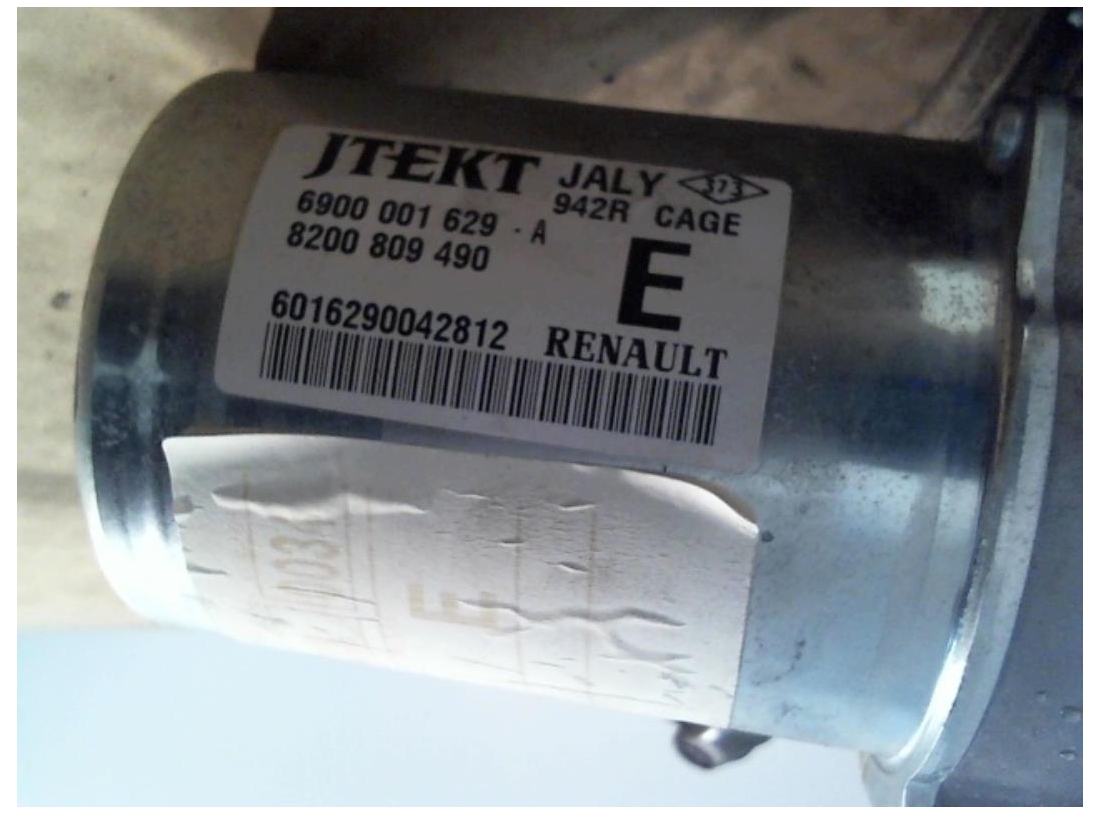 JTEKT JALY 373
6900 001 629 - A 942R CAGE
8200 809 490 E
6016290042812 RENAULT
E